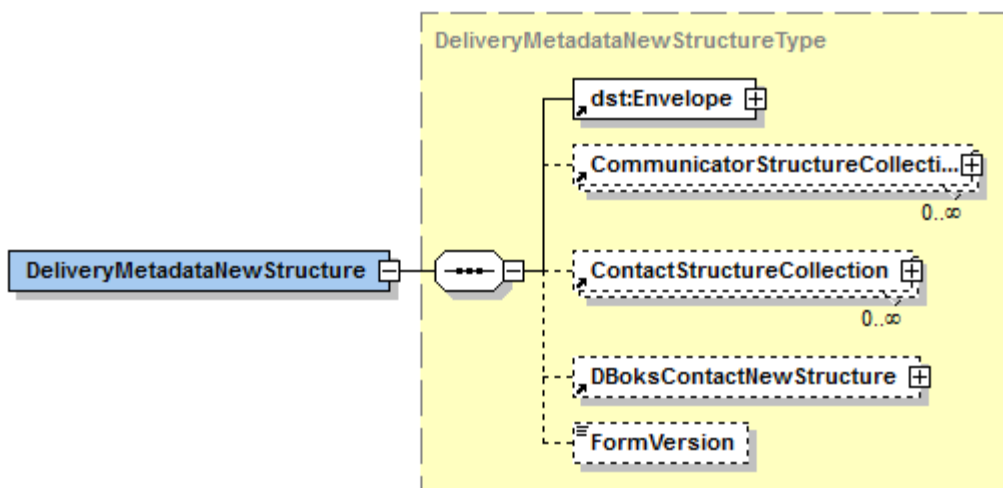 DeliveryMetadataNewStructureType
dst:Envelope
CommunicatorStructureCollecti...
0..∞
DeliveryMetadataNewStructure
ContactStructureCollection
0..∞
DBoksContactNewStructure
FormVersion